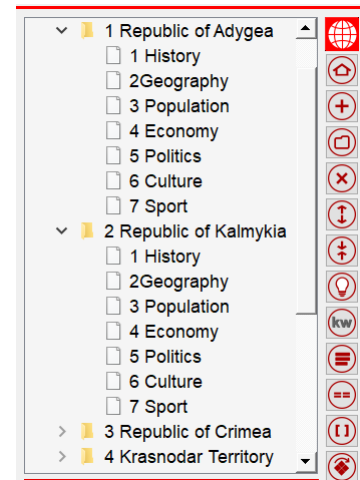 1 Republic of Adygea
1 History
2Geography
3 Population
4 Economy
5 Politics
6 Culture
7 Sport
2 Republic of Kalmykia
1 History
2Geography
3 Population
4 Economy
5 Politics
6 Culture
7 Sport
3 Republic of Crimea
4 Krasnodar Territory
kw
==
[ ]